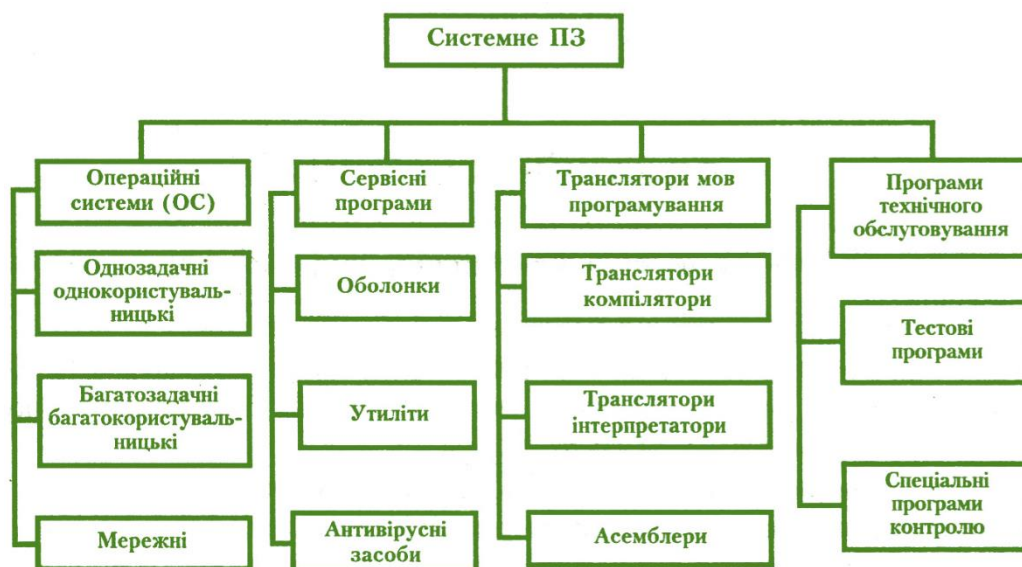 Системне ПЗ
Операційні
системи (ОС)
Однозадачні
однокористуваль-
ницькі
Багатозадачні
багатокористуваль-
ницькі
Мережні
Сервісні
програми
Оболонки
Утиліти
Антивірусні
засоби
Транслятори мов
програмування
Транслятори
компілятори
Транслятори
інтерпретатори
Асемблери
Програми
технічного
обслуговування
Тестові
програми
Спеціальні
програми
контролю